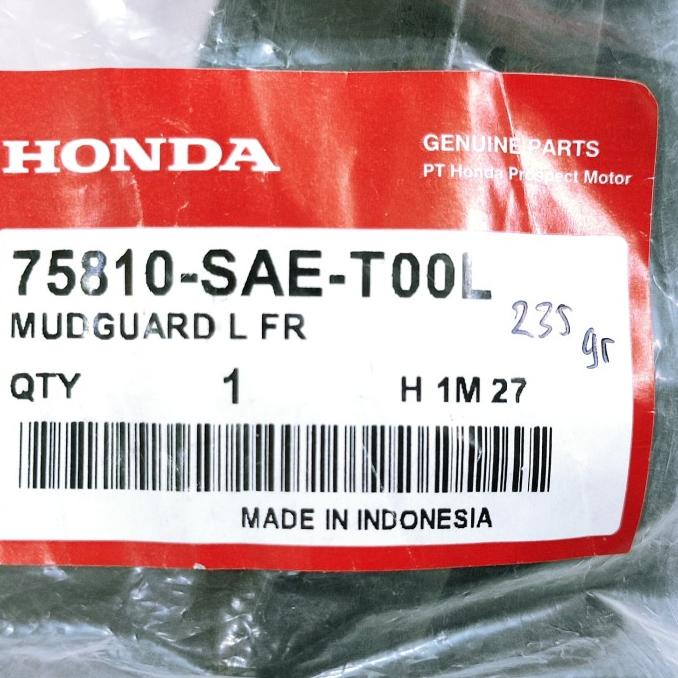 HONDA
GENUINE PARTS
PT Honda Prospect Motor
75810-SAE-T00L
MUDGUARD L FR
235 gr
QTY 1 H 1M 27
MADE IN INDONESIA